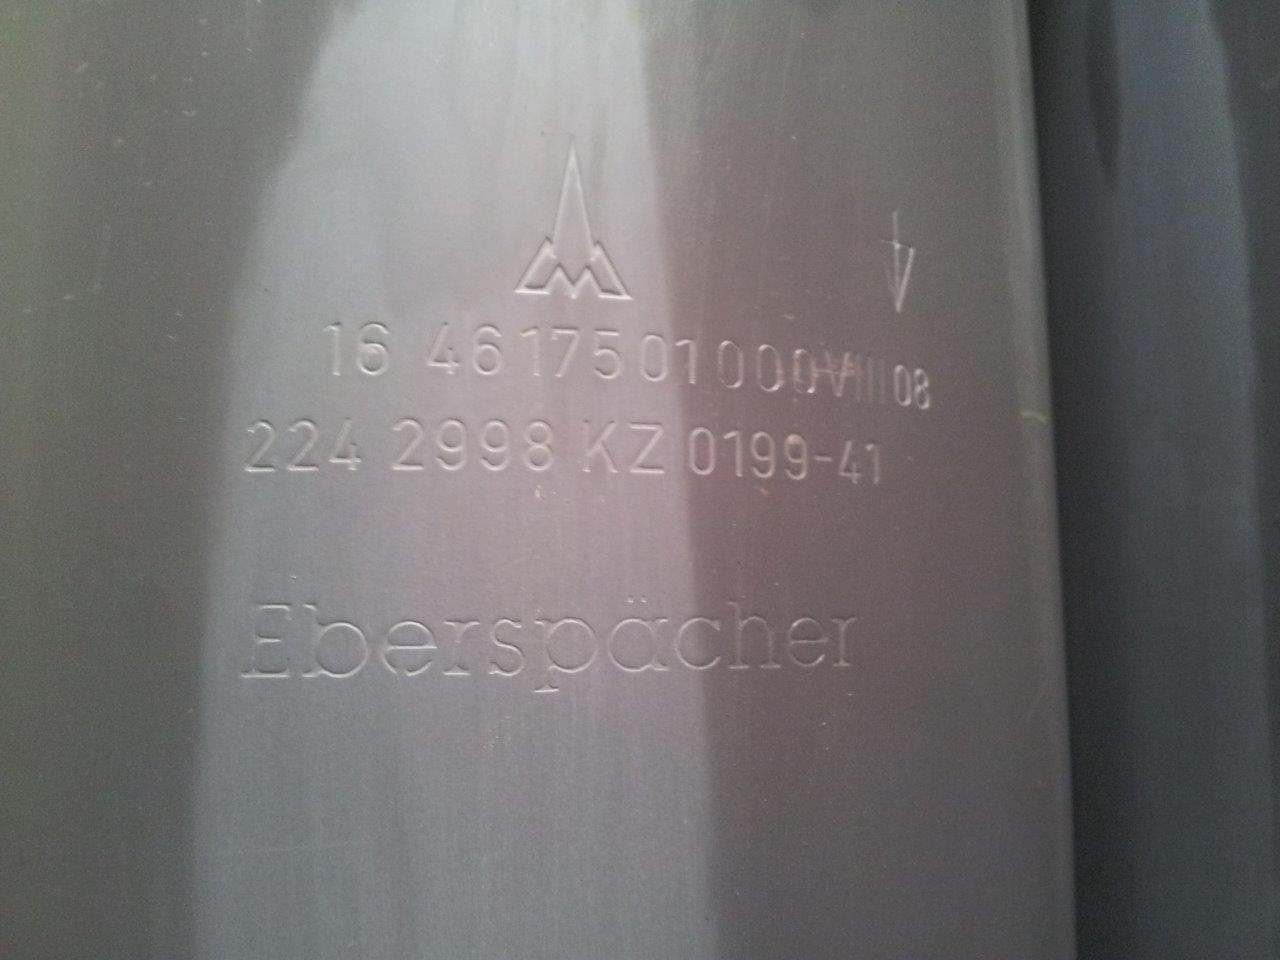 16 46 175 01 000 VIII 08
224 2998 KZ 0199-41
Eberspächer